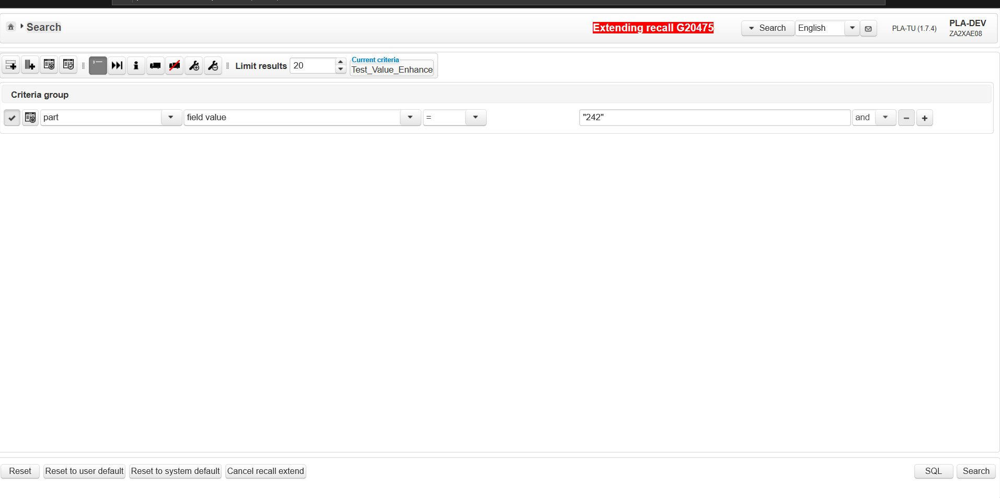 Search
Extending recall G20475
Search
English
PLA-TU (1.7.4)
PLA-DEV
ZA2XAE08
Limit results
20
Current criteria
Test_Value_Enhance
Criteria group
part
field value
=
"242"
and
Reset
Reset to user default
Reset to system default
Cancel recall extend
SQL
Search